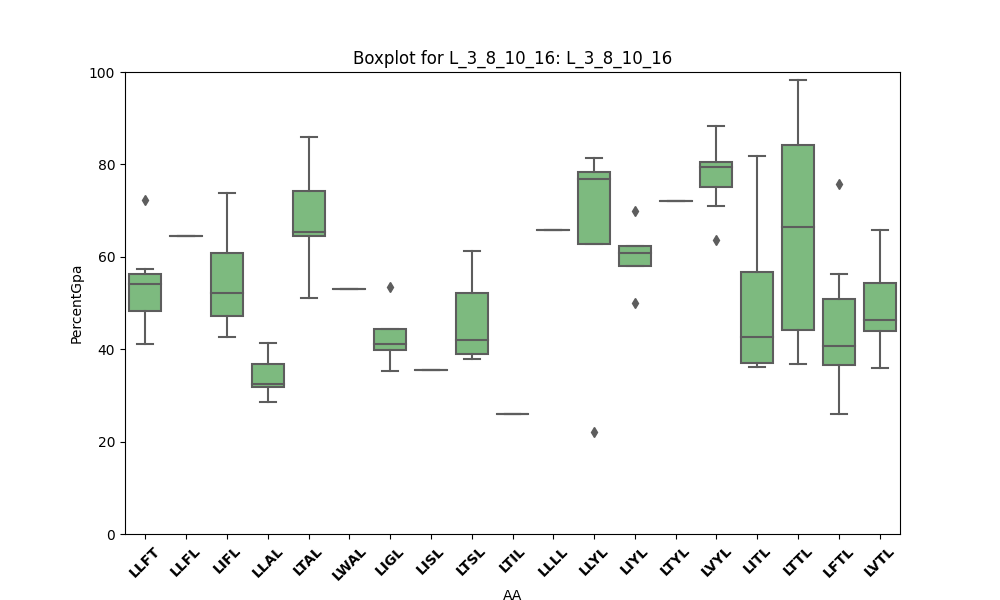 Boxplot for L_3_8_10_16: L_3_8_10_16
100
80
60
40
20
0
PercentGpa
LLFT
LLFL
LIFL
LLAL
LTAL
LWAL
LIGL
LISL
LTSL
LTIL
LLLL
LLYL
LIYL
LTYL
LVYL
LITL
LTTL
LFTL
LVTL
AA